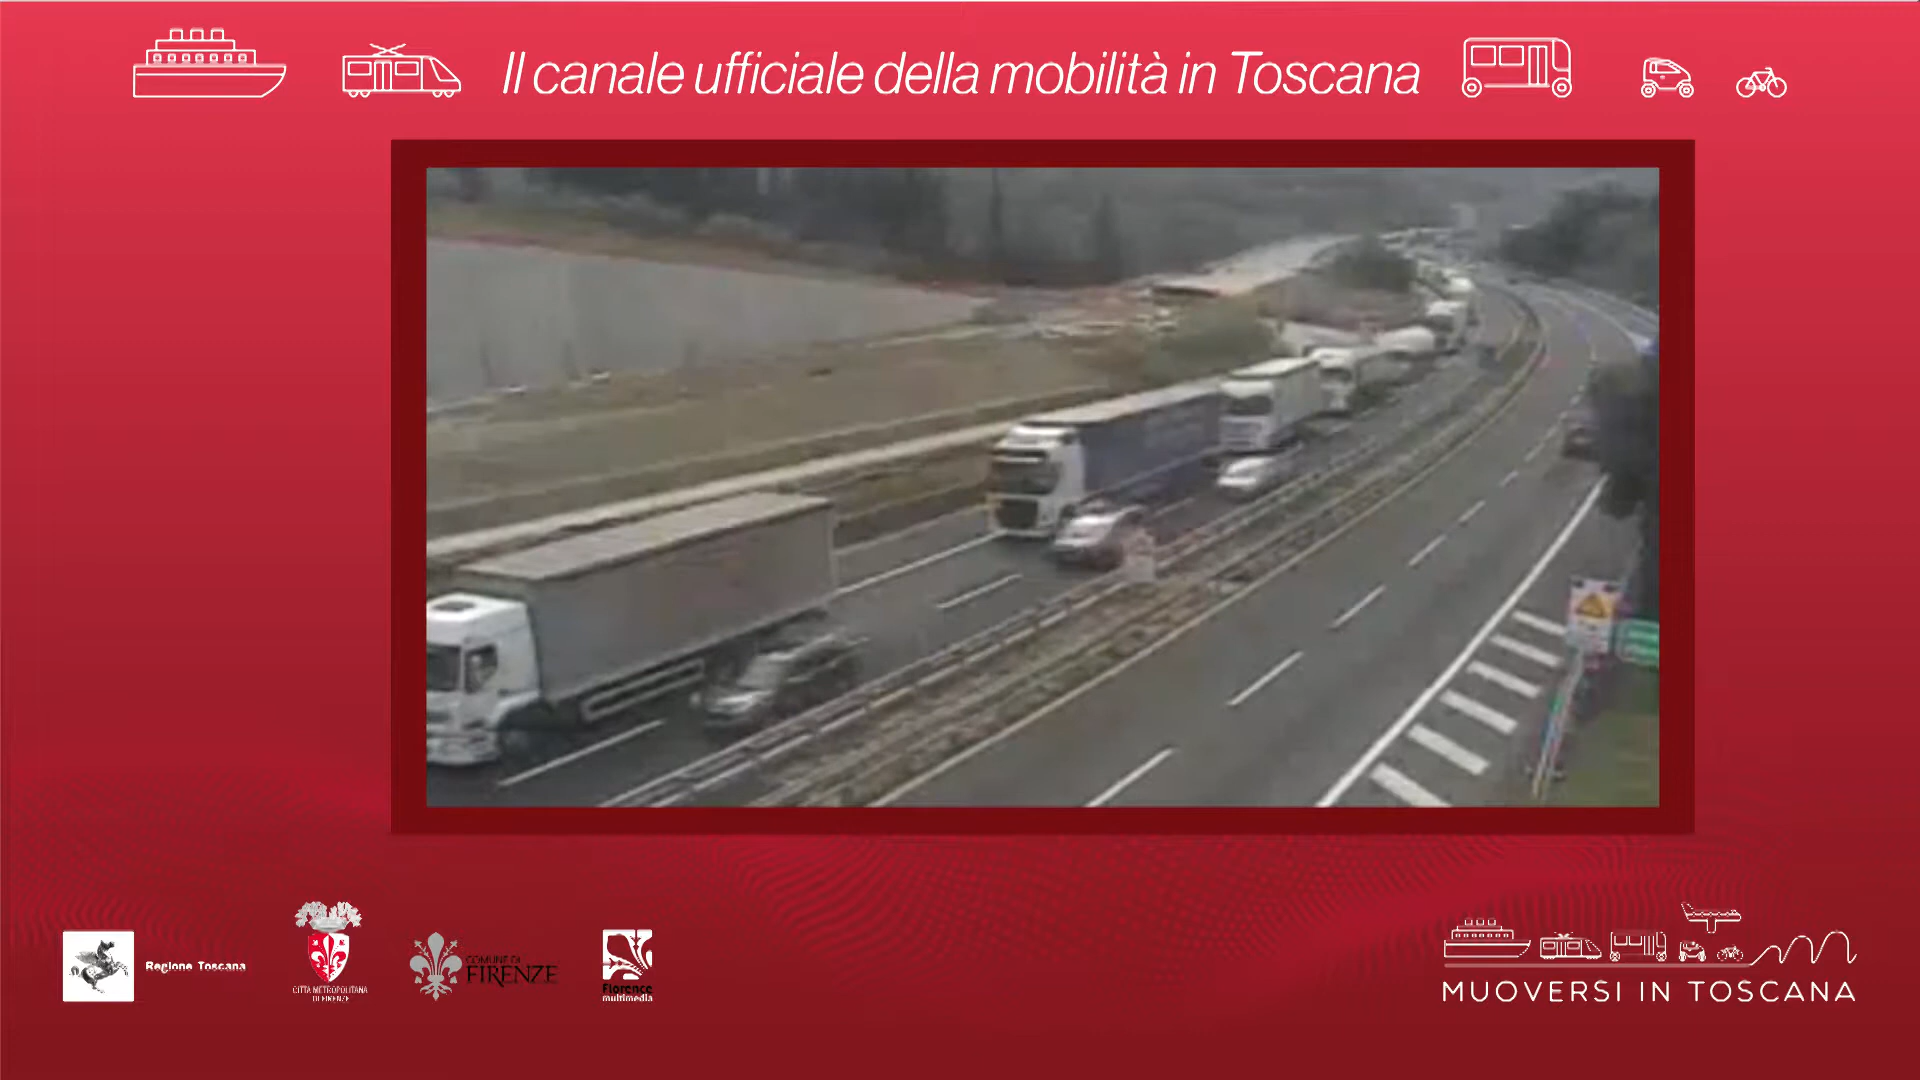 Il canale ufficiale della mobilità in Toscana
Regione Toscana
CITTÀ METROPOLITANA
DI FIRENZE
COMUNE DI
FIRENZE
Florence
multimedia
MUOVERSI IN TOSCANA